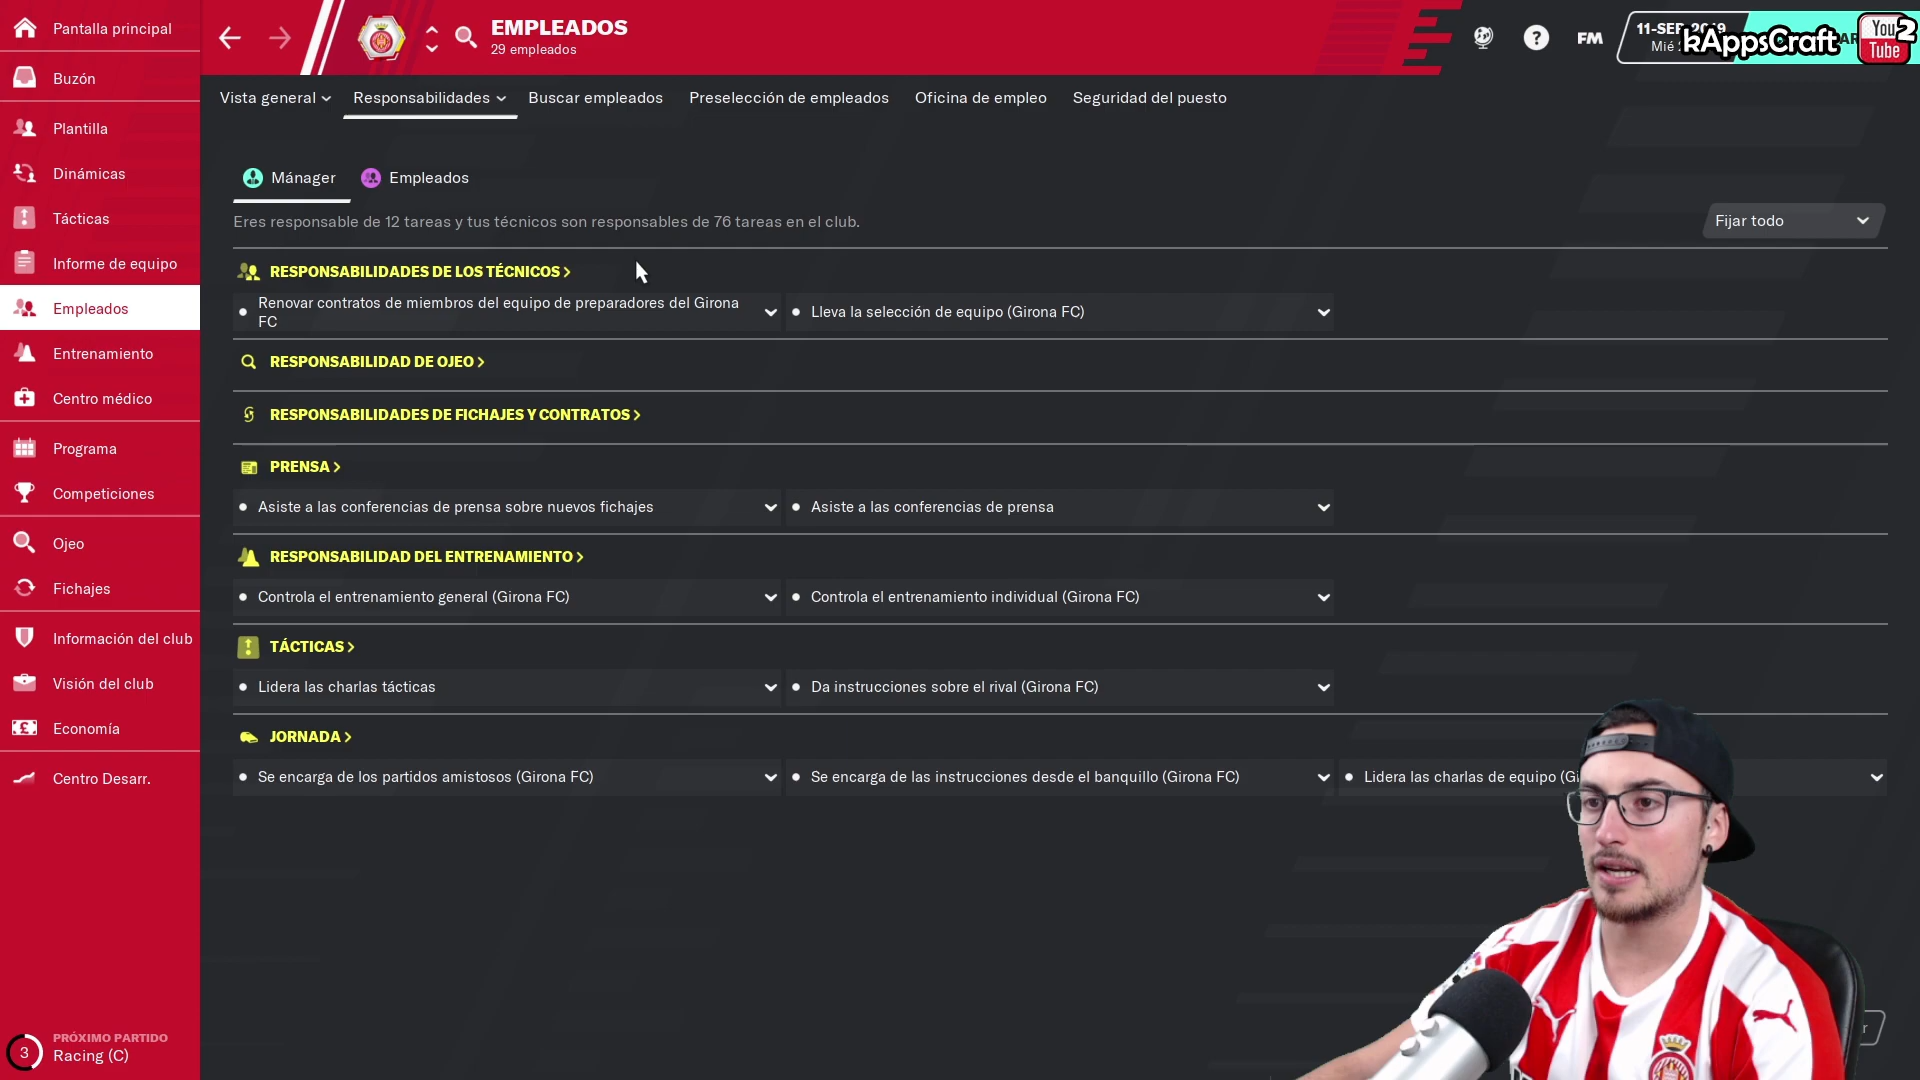 Pantalla principal
Buzón
Plantilla
Dinámicas
Tácticas
Informe de equipo
Empleados
Entrenamiento
Centro médico
Programa
Competiciones
Ojeo
Fichajes
Información del club
Visión del club
Economía
Centro Desarr.
PRÓXIMO PARTIDO
3
Racing (C)
EMPLEADOS
29 empleados
FM
11-SEP 2019
Mié
kAppsCraft
You2
Tube
Vista general
Responsabilidades
Buscar empleados
Preselección de empleados
Oficina de empleo
Seguridad del puesto
Mánager
Empleados
Eres responsable de 12 tareas y tus técnicos son responsables de 76 tareas en el club.
Fijar todo
RESPONSABILIDADES DE LOS TÉCNICOS
Renovar contratos de miembros del equipo de preparadores del Girona
FC
Lleva la selección de equipo (Girona FC)
RESPONSABILIDAD DE OJEO
RESPONSABILIDADES DE FICHAJES Y CONTRATOS
PRENSA
Asiste a las conferencias de prensa sobre nuevos fichajes
Asiste a las conferencias de prensa
RESPONSABILIDAD DEL ENTRENAMIENTO
Controla el entrenamiento general (Girona FC)
Controla el entrenamiento individual (Girona FC)
TÁCTICAS
Lidera las charlas tácticas
Da instrucciones sobre el rival (Girona FC)
JORNADA
Se encarga de los partidos amistosos (Girona FC)
Se encarga de las instrucciones desde el banquillo (Girona FC)
Lidera las charlas de equipo (Gi